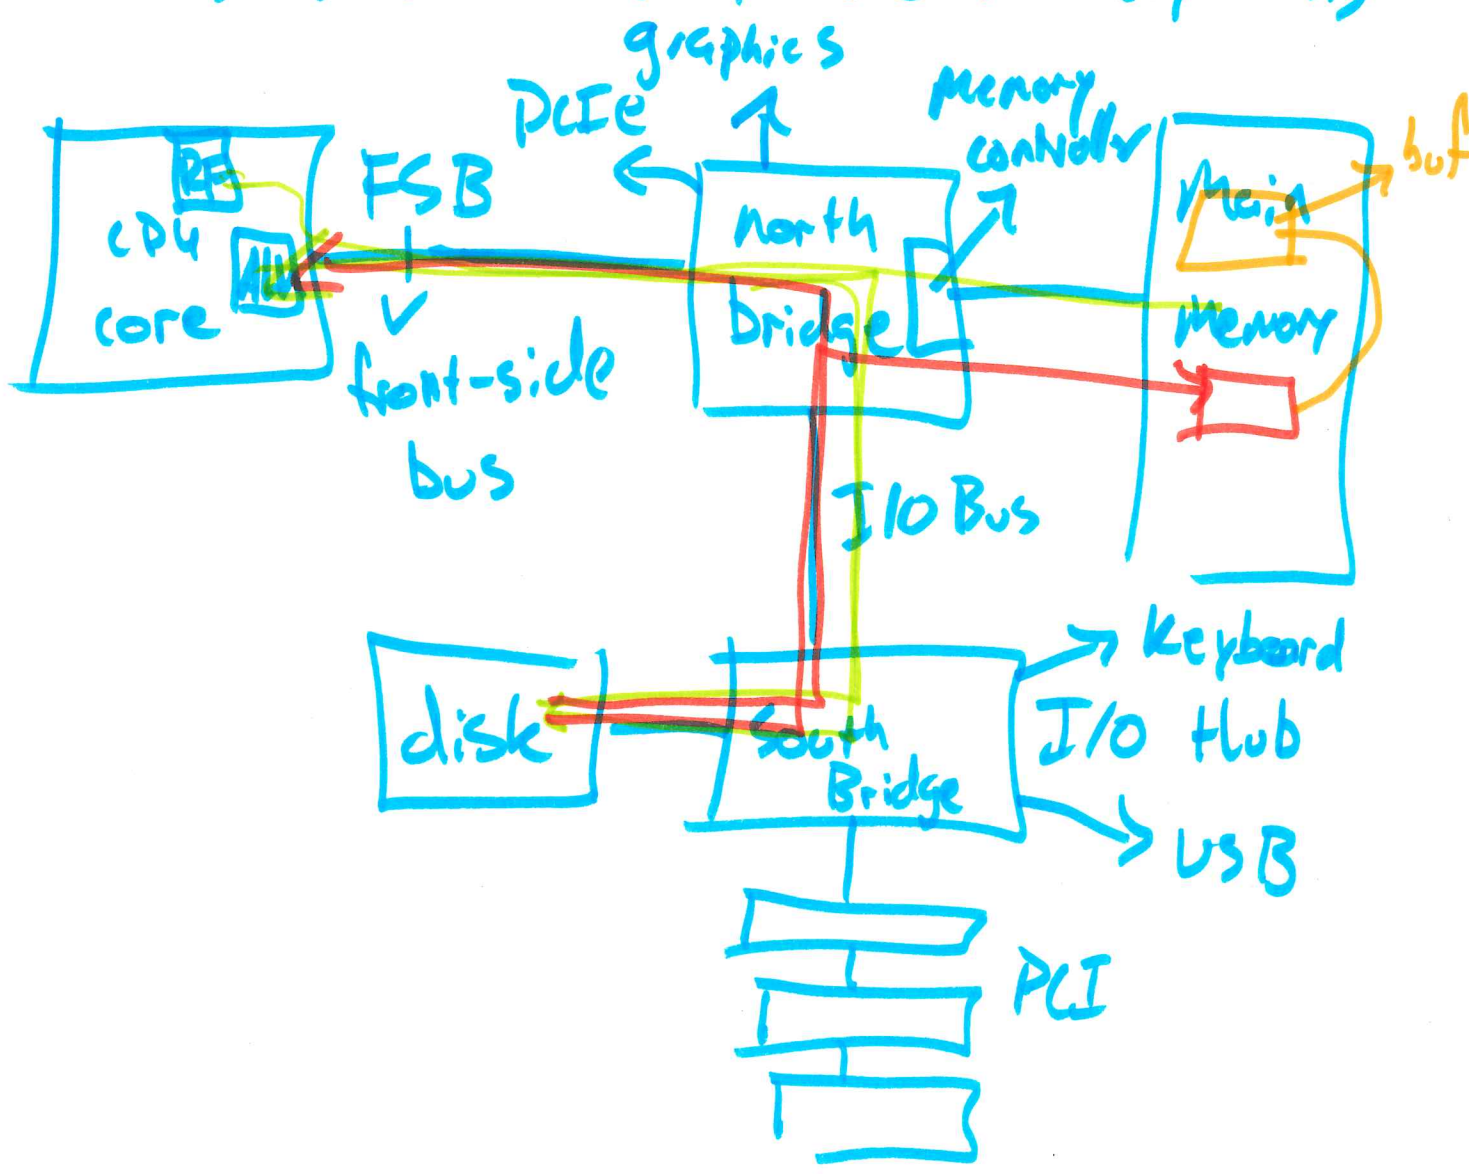 graphics
PCIe
Memory
controller
RF
FSB
CPU
core
ALU
north
bridge
Main
Memory
buf
front-side
bus
I/O Bus
disk
South
Bridge
Keyboard
I/O Hub
USB
PCI